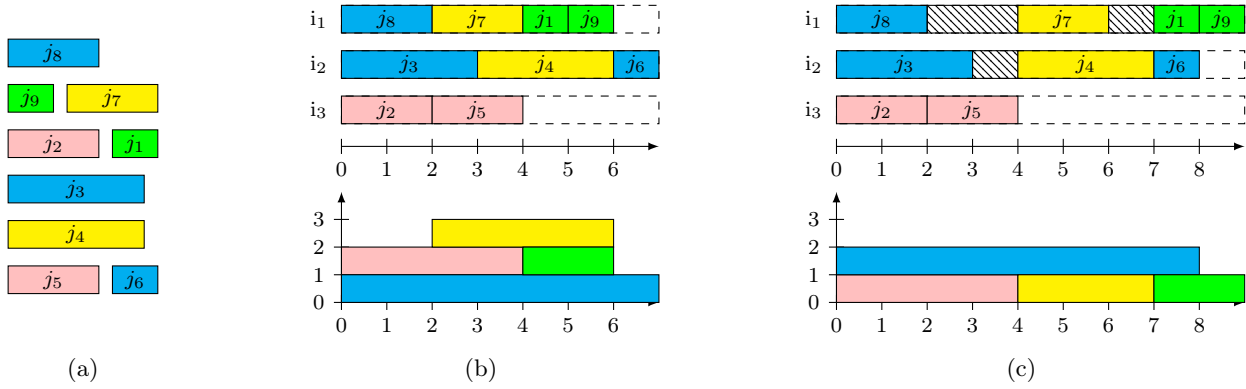 j8
j9 j7
j2 j1
j3
j4
j5 j6
(a)
i1 j8 j7 j1 j9
i2 j3 j4 j6
i3 j2 j5
0 1 2 3 4 5 6
3
2
1
0
0 1 2 3 4 5 6
(b)
i1 j8 j7 j1 j9
i2 j3 j4 j6
i3 j2 j5
0 1 2 3 4 5 6 7 8
3
2
1
0
0 1 2 3 4 5 6 7 8
(c)